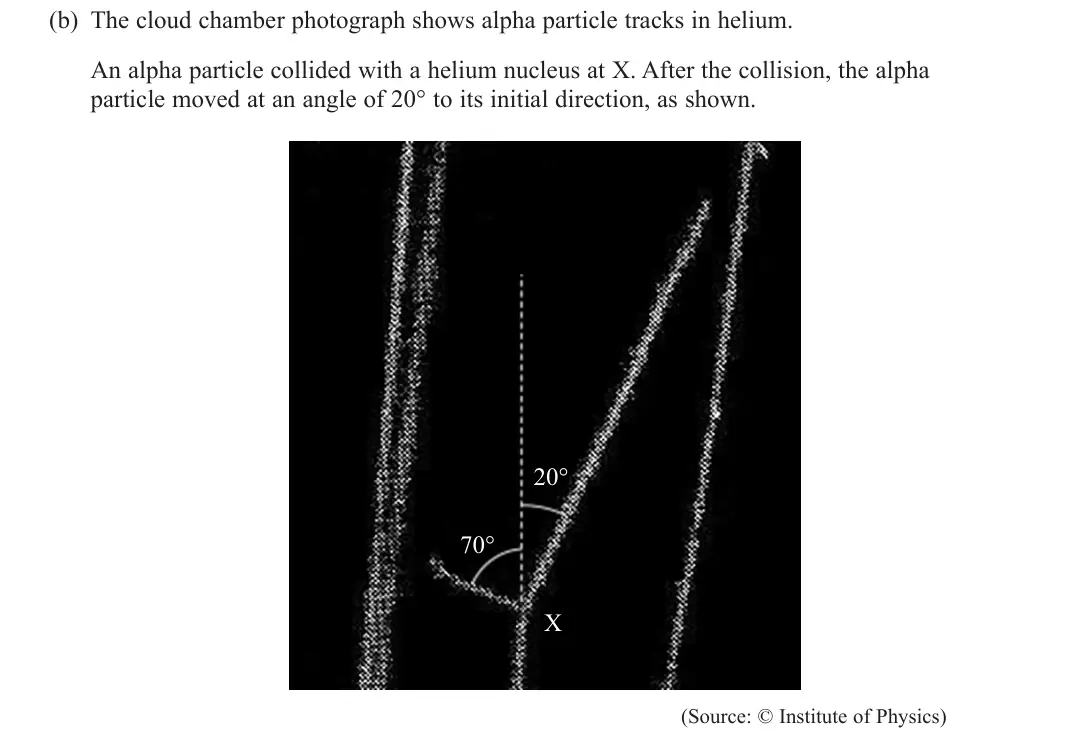 (b) The cloud chamber photograph shows alpha particle tracks in helium.
An alpha particle collided with a helium nucleus at X. After the collision, the alpha
particle moved at an angle of 20° to its initial direction, as shown.
20°
70°
X
(Source: © Institute of Physics)